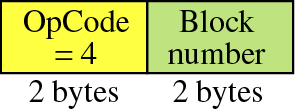 OpCode
= 4
Block
number
2 bytes
2 bytes